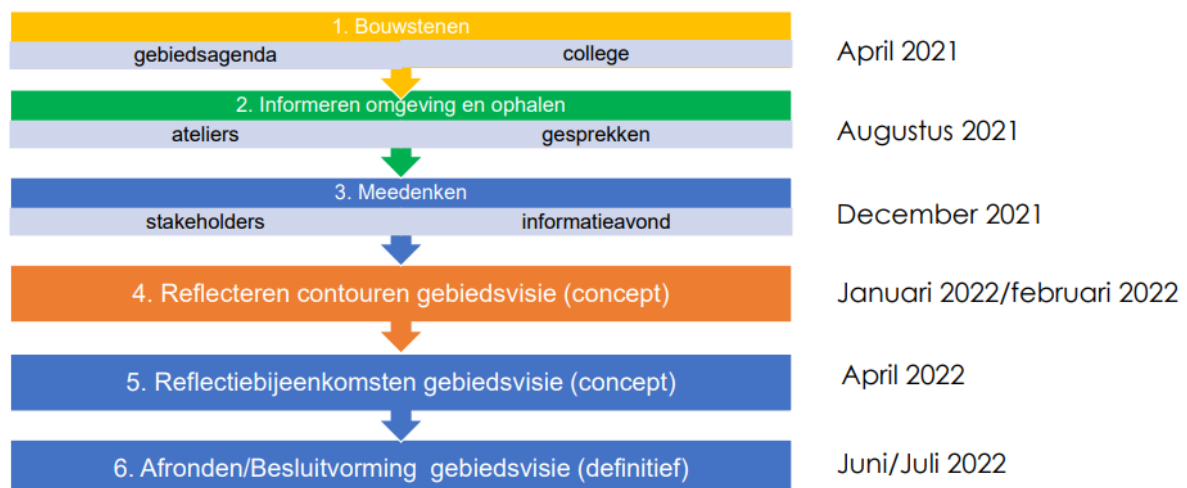 1. Bouwstenen
gebiedsagenda college
April 2021
2. Informeren omgeving en ophalen
ateliers gesprekken
Augustus 2021
3. Meedenken
stakeholders informatieavond
December 2021
4. Reflecteren contouren gebiedsvisie (concept)
Januari 2022/februari 2022
5. Reflectiebijeenkomsten gebiedsvisie (concept)
April 2022
6. Afronden/Besluitvorming gebiedsvisie (definitief)
Juni/Juli 2022